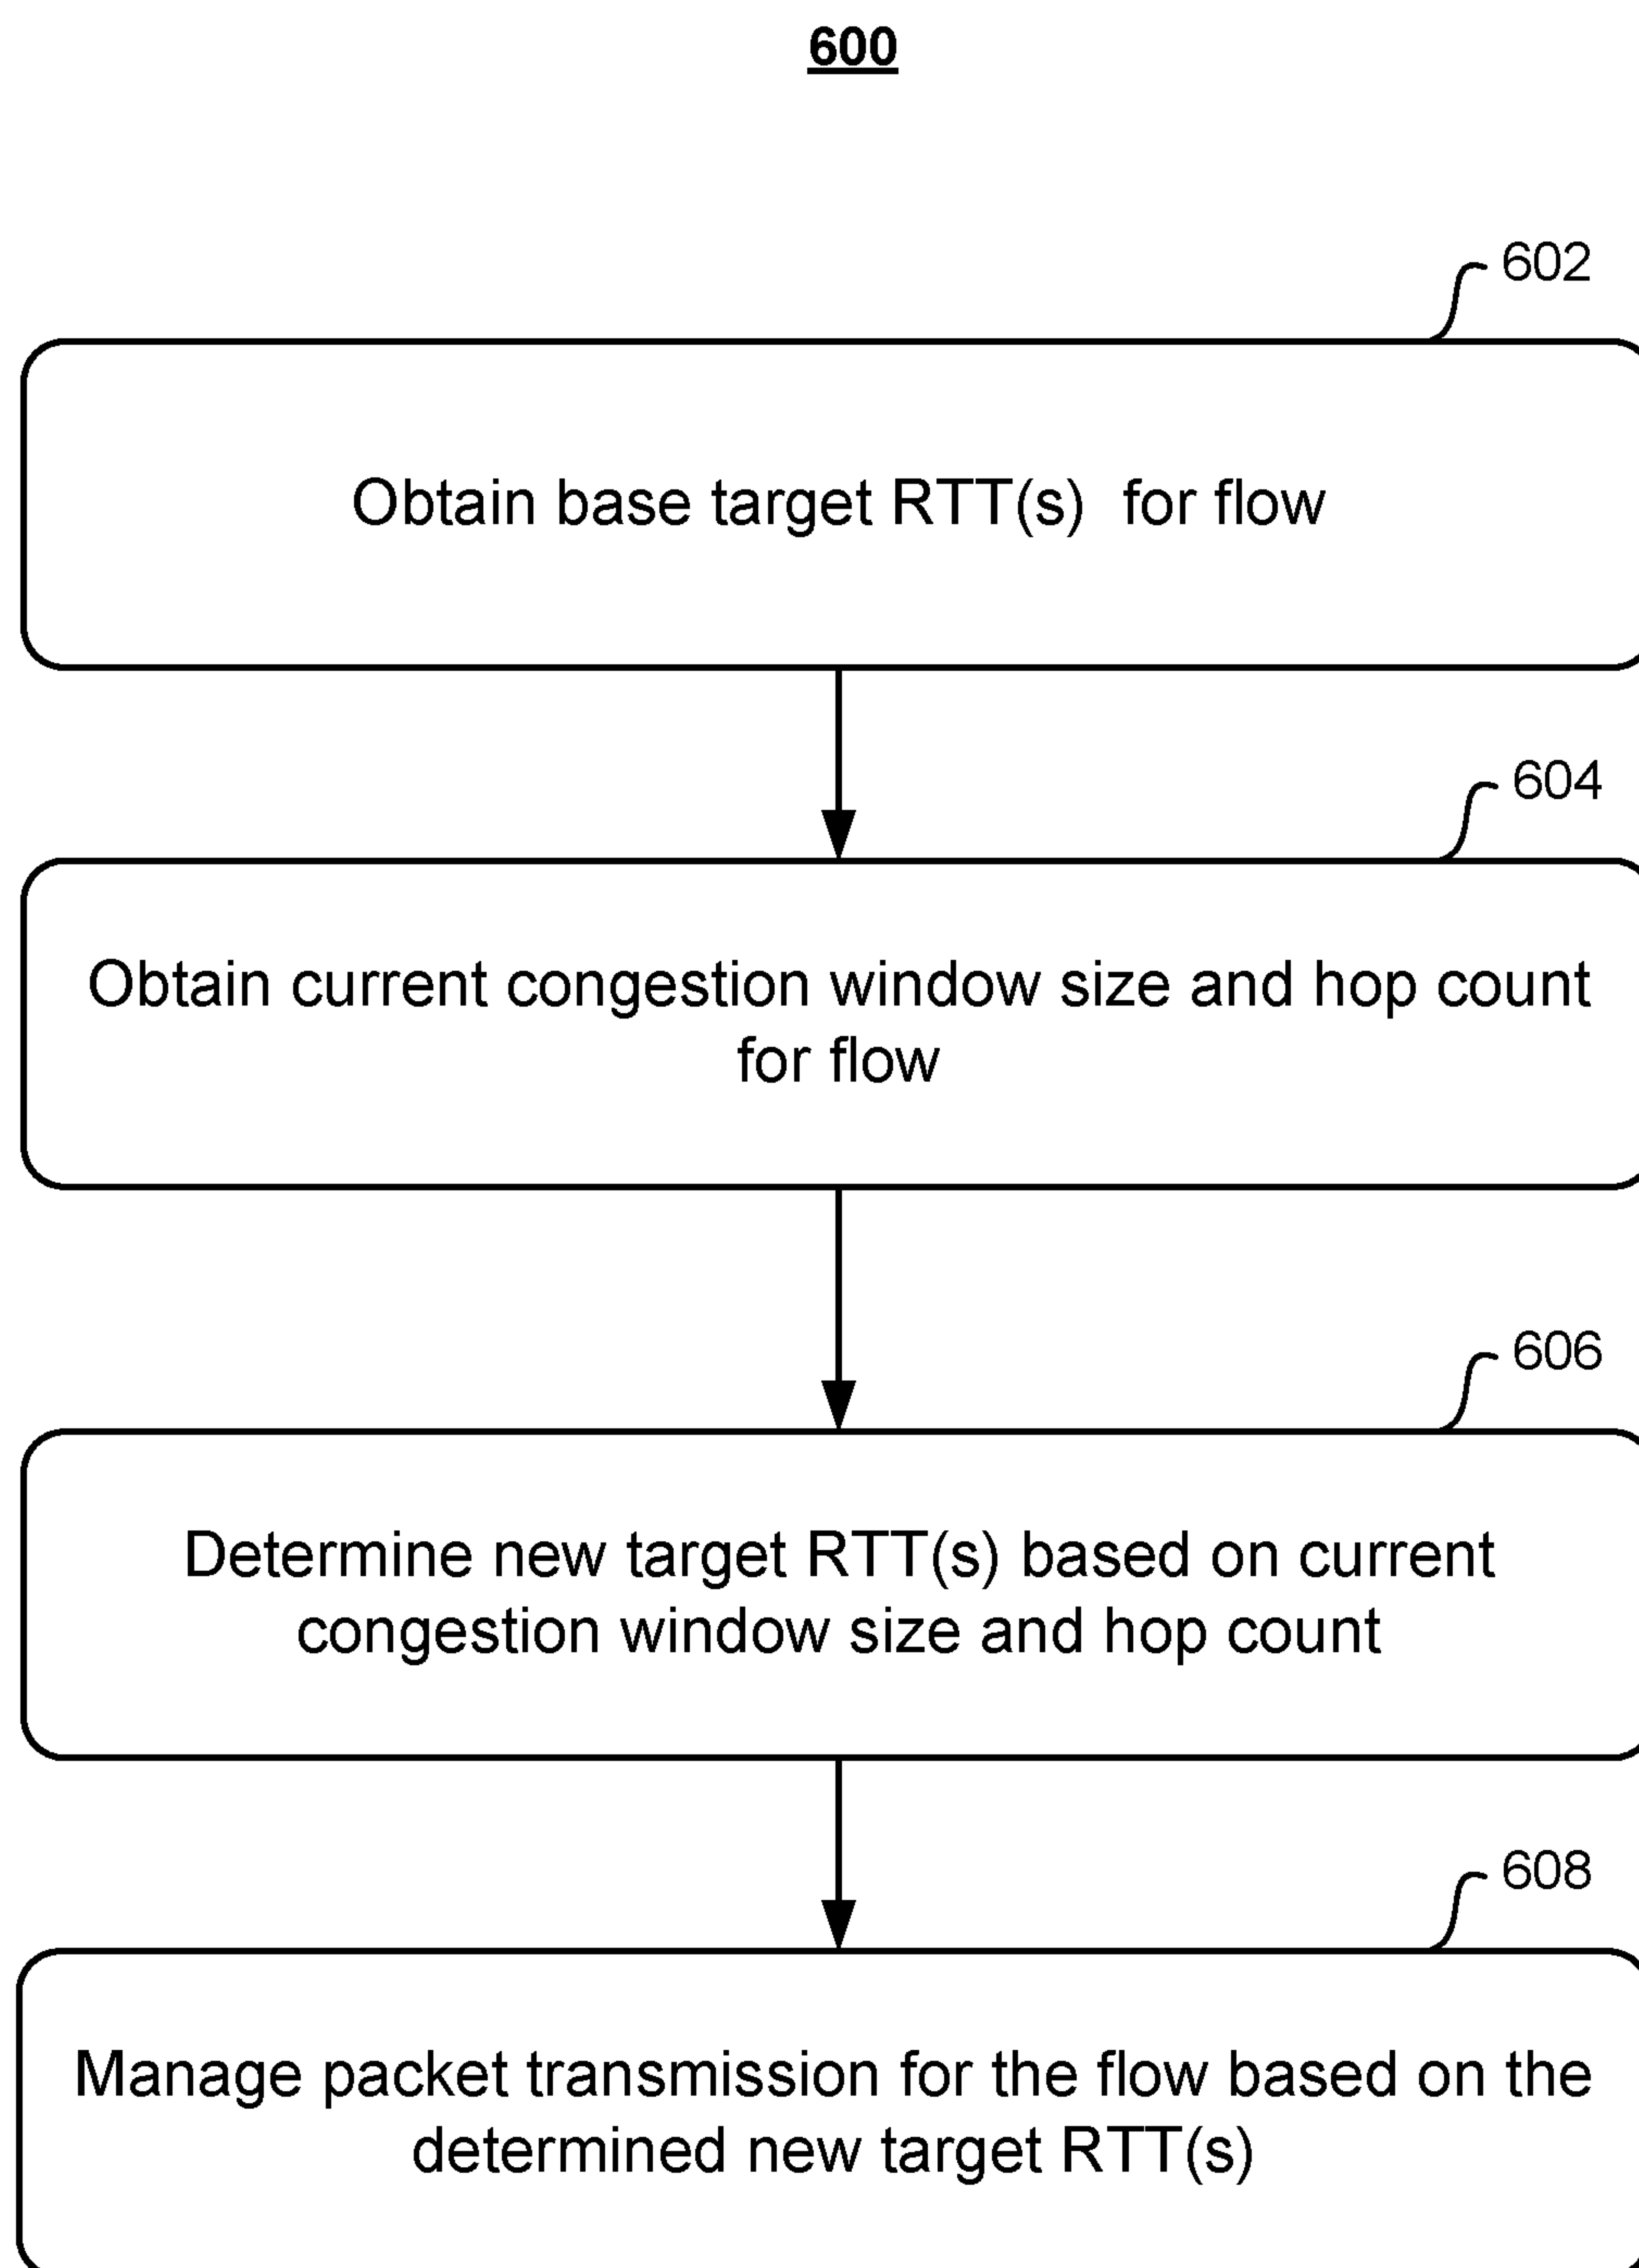 600
602
Obtain base target RTT(s) for flow
604
Obtain current congestion window size and hop count
for flow
606
Determine new target RTT(s) based on current
congestion window size and hop count
608
Manage packet transmission for the flow based on the
determined new target RTT(s)